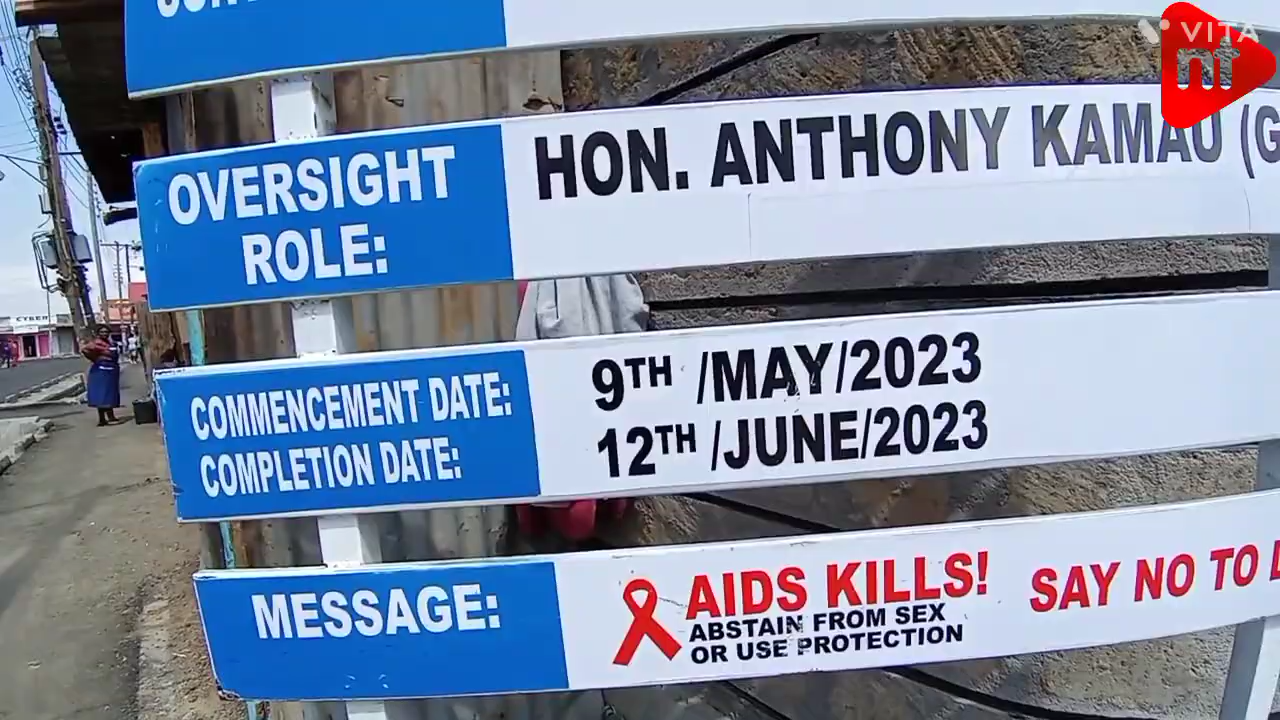 VITA
OVERSIGHT
ROLE:
HON. ANTHONY KAMAU (G
COMMENCEMENT DATE:
9TH /MAY/2023
COMPLETION DATE:
12TH /JUNE/2023
MESSAGE:
AIDS KILLS!
ABSTAIN FROM SEX
OR USE PROTECTION
SAY NO TO
CYBER